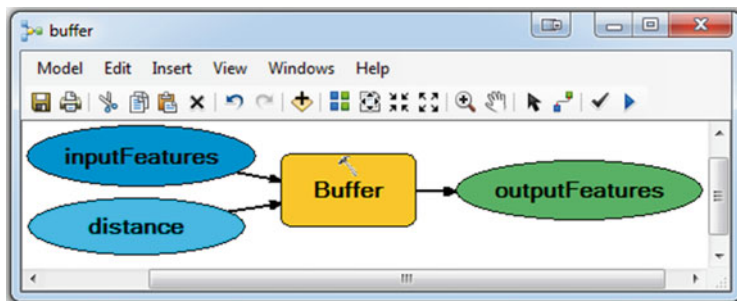 buffer
Model Edit Insert View Windows Help
inputFeatures
distance
Buffer
outputFeatures